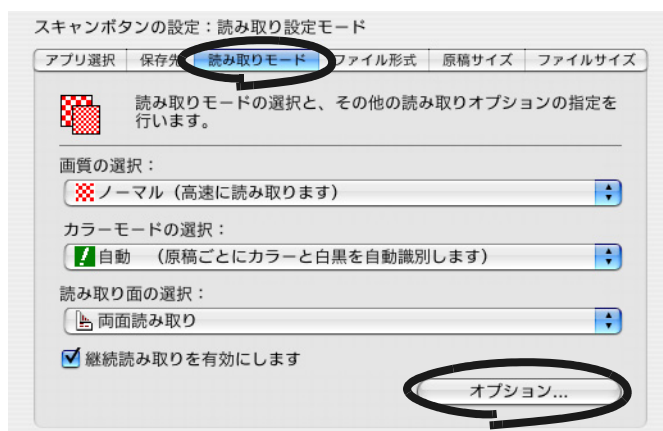 スキャンボタンの設定：読み取り設定モード
アプリ選択 保存先 読み取りモード ファイル形式 原稿サイズ ファイルサイズ
読み取りモードの選択と、その他の読み取りオプションの指定を
行います。
画質の選択：
ノーマル（高速に読み取ります）
カラーモードの選択：
自動 （原稿ごとにカラーと白黒を自動識別します）
読み取り面の選択：
両面読み取り
継続読み取りを有効にします
オプション...